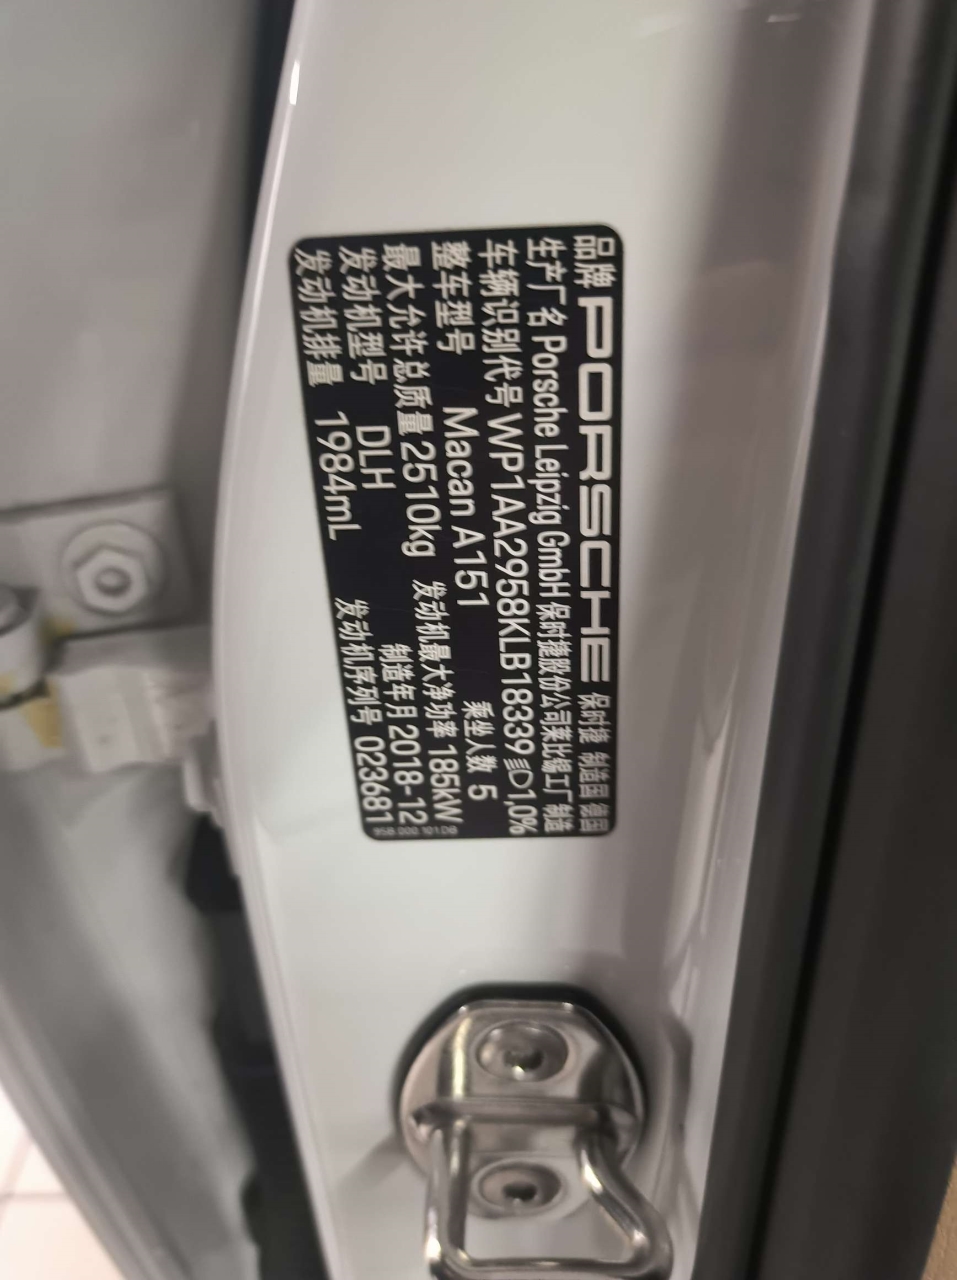 品牌 PORSCHE 保时捷 制造国 德国
生产厂名 Porsche Leipzig GmbH 保时捷股份公司莱比锡工厂 制造
车辆识别代号 WP1AA2958KLB18339 1,0%
整车型号 Macan A151 乘坐人数 5
最大允许总质量 2510kg 发动机最大净功率 185kW
发动机型号 DLH 制造年月 2018-12
发动机排量 1984mL 发动机序列号 023681
95B 000 101 DB